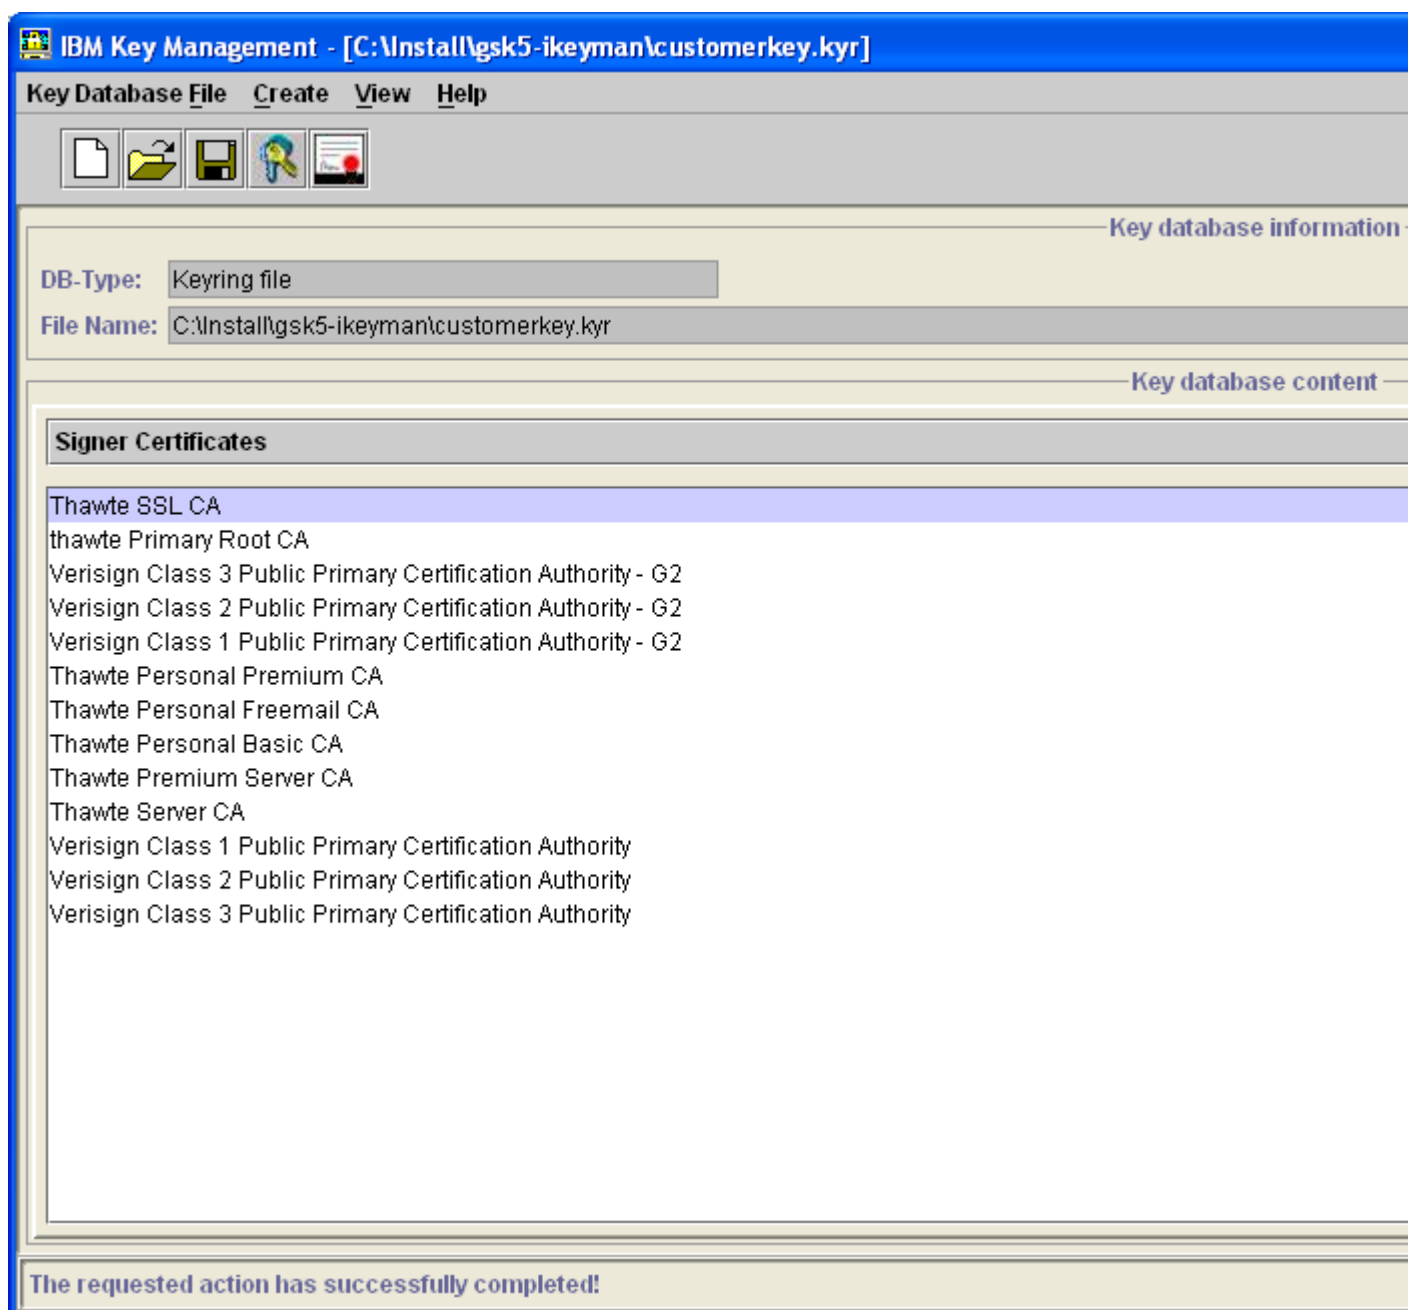 IBM Key Management - [C:\Install\gsk5-ikeyman\customerkey.kyr]
Key Database File Create View Help
Key database information
DB-Type: Keyring file
File Name: C:\Install\gsk5-ikeyman\customerkey.kyr
Key database content
Signer Certificates
Thawte SSL CA
thawte Primary Root CA
Verisign Class 3 Public Primary Certification Authority - G2
Verisign Class 2 Public Primary Certification Authority - G2
Verisign Class 1 Public Primary Certification Authority - G2
Thawte Personal Premium CA
Thawte Personal Freemail CA
Thawte Personal Basic CA
Thawte Premium Server CA
Thawte Server CA
Verisign Class 1 Public Primary Certification Authority
Verisign Class 2 Public Primary Certification Authority
Verisign Class 3 Public Primary Certification Authority
The requested action has successfully completed!